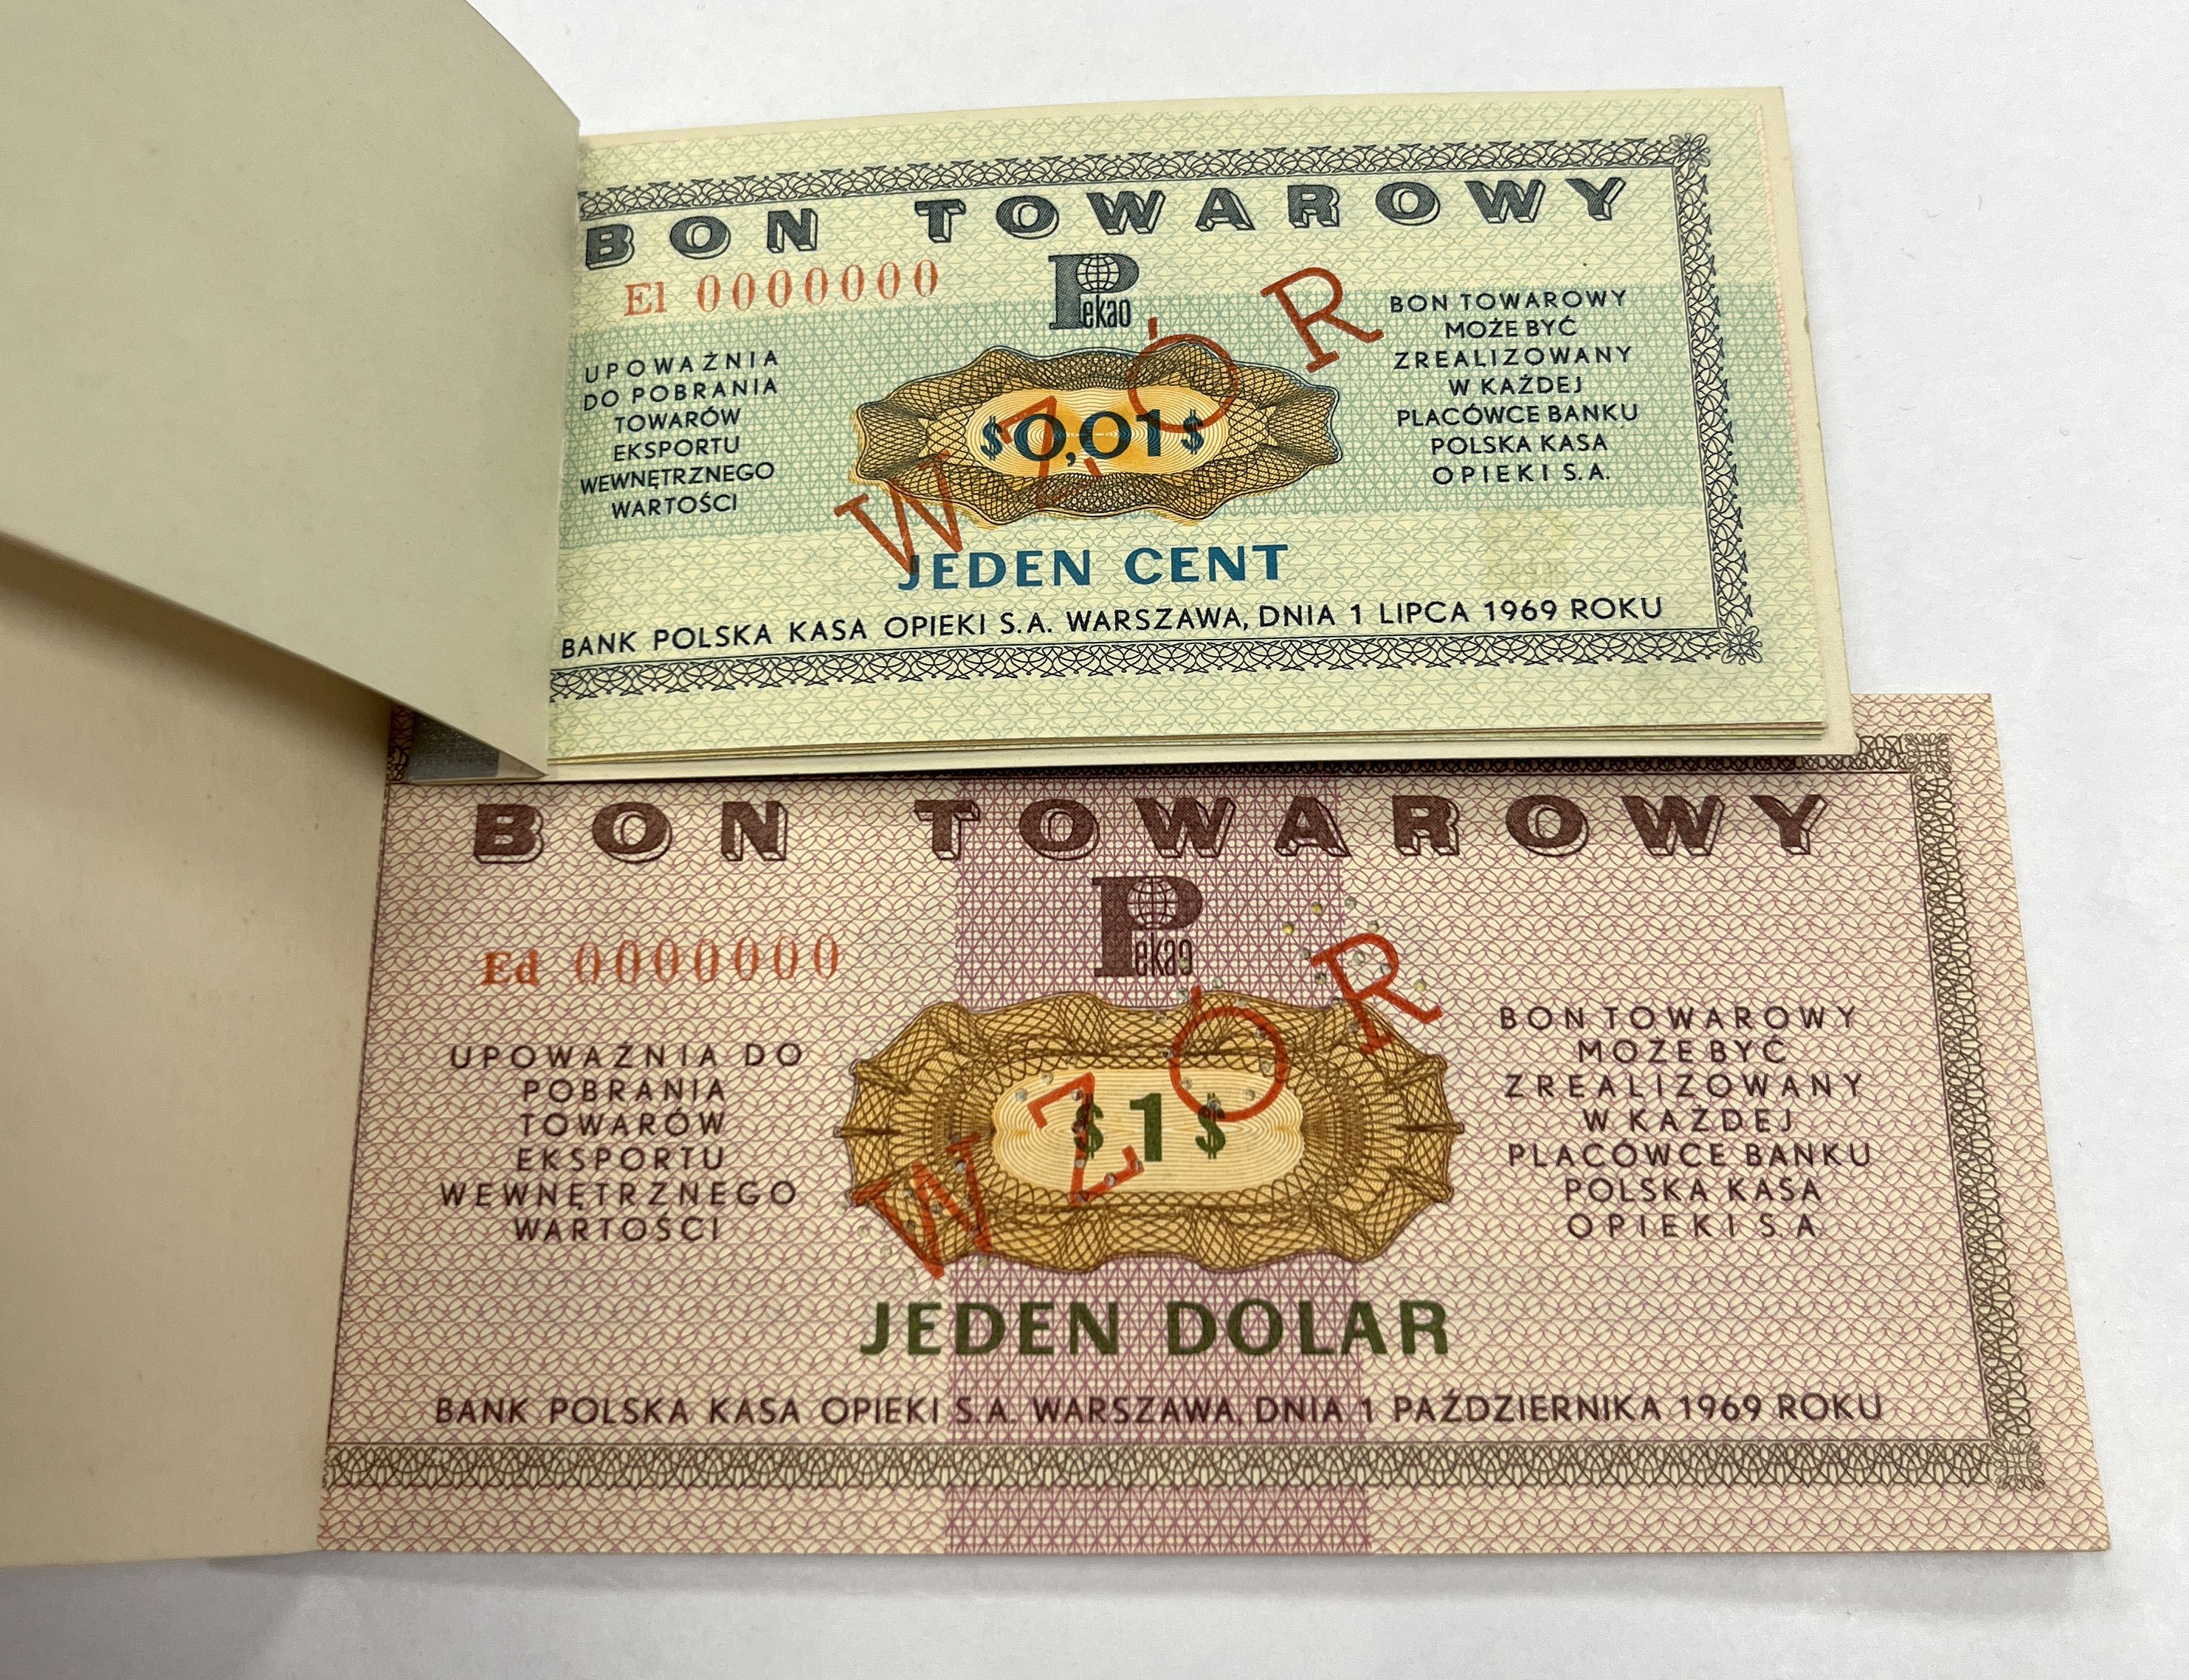 BON TOWAROWY
El 0000000
Pekao
UPOWAŻNIA
DO POBRANIA
TOWARÓW
EKSPORTU
WEWNĘTRZNEGO
WARTOŚCI
$0,01$
WZÓR
BON TOWAROWY
MOŻE BYĆ
ZREALIZOWANY
W KAŻDEJ
PLACÓWCE BANKU
POLSKA KASA
OPIEKI S.A.
JEDEN CENT
BANK POLSKA KASA OPIEKI S.A. WARSZAWA, DNIA 1 LIPCA 1969 ROKU
BON TOWAROWY
Pekao
Ed 0000000
UPOWAŻNIA DO
POBRANIA
TOWARÓW
EKSPORTU
WEWNĘTRZNEGO
WARTOŚCI
$1$
WZÓR
BON TOWAROWY
MOŻE BYĆ
ZREALIZOWANY
W KAŻDEJ
PLACÓWCE BANKU
POLSKA KASA
OPIEKI S.A.
JEDEN DOLAR
BANK POLSKA KASA OPIEKI S.A. WARSZAWA, DNIA 1 PAŹDZIERNIKA 1969 ROKU